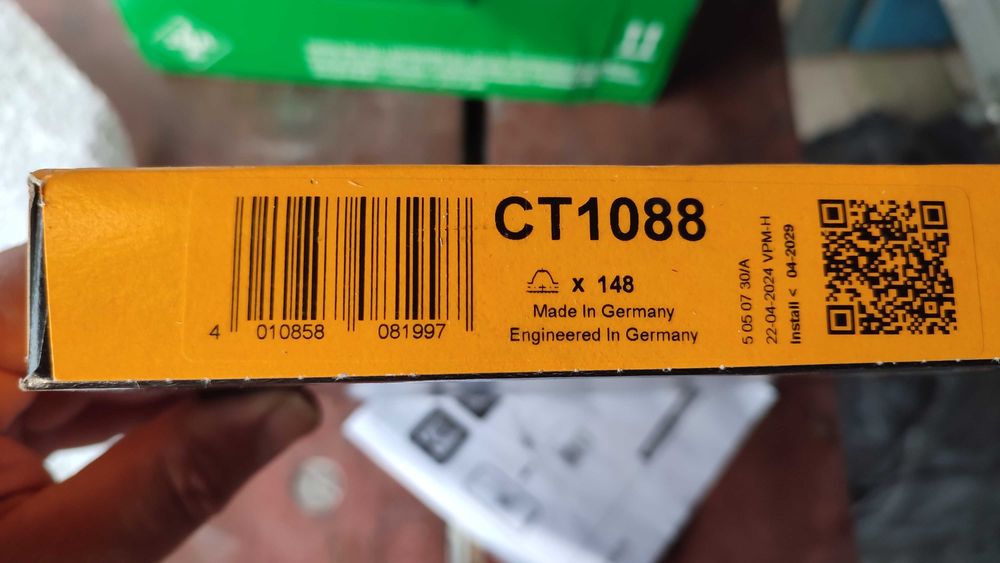 CT1088
x 148
Made In Germany
Engineered In Germany
4 010858 081997
5 05 07 30/A
22-04-2024 VPM-H
Install < 04-2029